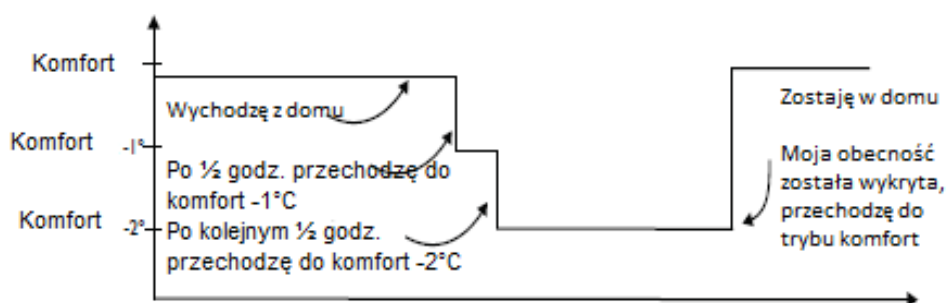 Komfort
Wychodzę z domu
Zostaję w domu
Komfort -1°
Po ½ godz. przechodzę do
komfort -1°C
Moja obecność
została wykryta,
przechodzę do
trybu komfort
Komfort -2°
Po kolejnym ½ godz.
przechodzę do komfort -2°C